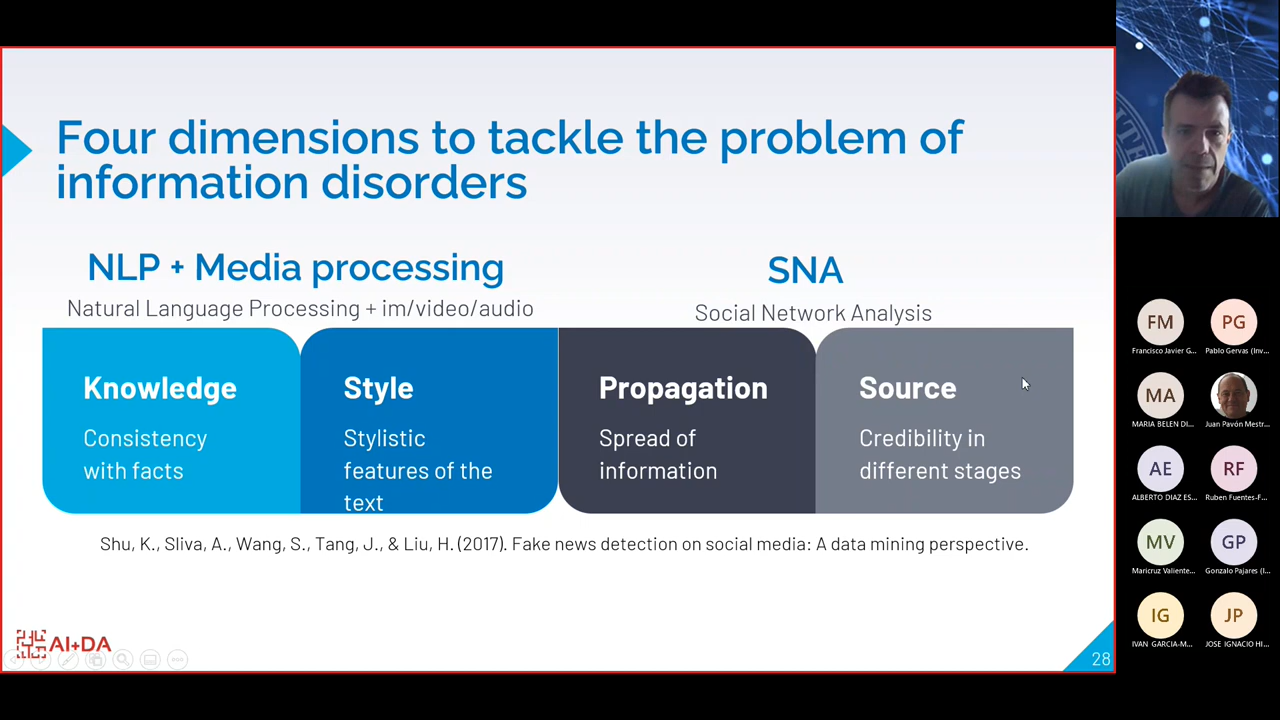 Four dimensions to tackle the problem of
information disorders
NLP + Media processing
Natural Language Processing + im/video/audio
SNA
Social Network Analysis
Knowledge
Consistency
with facts
Style
Stylistic
features of the
text
Propagation
Spread of
information
Source
Credibility in
different stages
Shu, K., Sliva, A., Wang, S., Tang, J., & Liu, H. (2017). Fake news detection on social media: A data mining perspective.
AI+DA
28
FM
Francisco Javier G...
PG
Pablo Gervas (Inv...
MA
MARIA BELEN DI...
Juan Pavón Mestr...
AE
ALBERTO DIAZ ES...
RF
Ruben Fuentes-F...
MV
Maricruz Valiente...
GP
Gonzalo Pajares (I...
IG
IVAN GARCIA-M...
JP
JOSE IGNACIO HI...